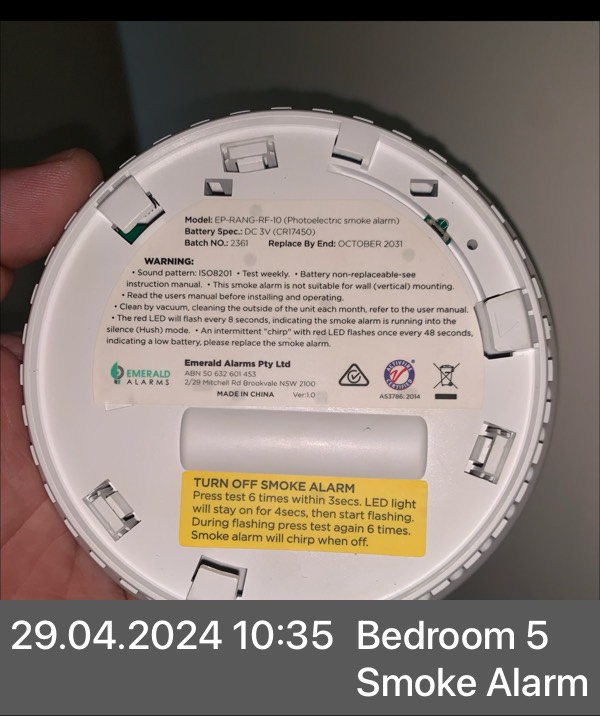 Model: EP-RANG-RF-10 (Photoelectric smoke alarm)
Battery Spec.: DC 3V (CR17450)
Batch NO.: 2361 Replace By End: OCTOBER 2031
WARNING:
• Sound pattern: ISO8201 • Test weekly. • Battery non-replaceable-see
instruction manual. • This smoke alarm is not suitable for wall (vertical) mounting.
• Read the users manual before installing and operating.
• Clean by vacuum, cleaning the outside of the unit each month, refer to the user manual.
• The red LED will flash every 8 seconds, indicating the smoke alarm is running into the
silence (Hush) mode. • An intermittent "chirp" with red LED flashes once every 48 seconds,
indicating a low battery, please replace the smoke alarm.
EMERALD
ALARMS
Emerald Alarms Pty Ltd
ABN 50 632 601 453
2/29 Mitchell Rd Brookvale NSW 2100
MADE IN CHINA Ver:1.0
ACTIVFIRE
CERTIFIED
AS3786: 2014
TURN OFF SMOKE ALARM
Press test 6 times within 3secs. LED light
will stay on for 4secs, then start flashing.
During flashing press test again 6 times.
Smoke alarm will chirp when off.
29.04.2024 10:35 Bedroom 5
Smoke Alarm